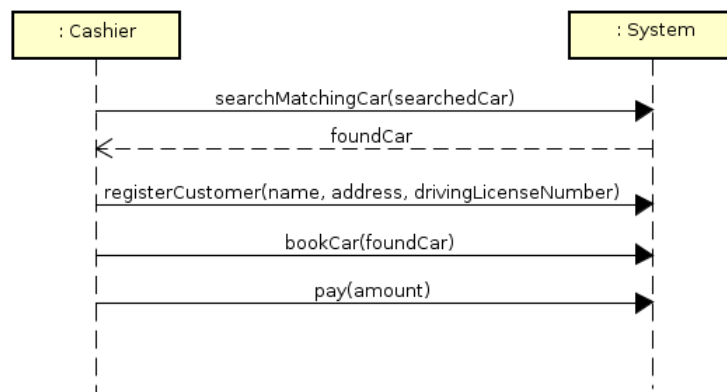 : Cashier
: System
searchMatchingCar(searchedCar)
foundCar
registerCustomer(name, address, drivingLicenseNumber)
bookCar(foundCar)
pay(amount)